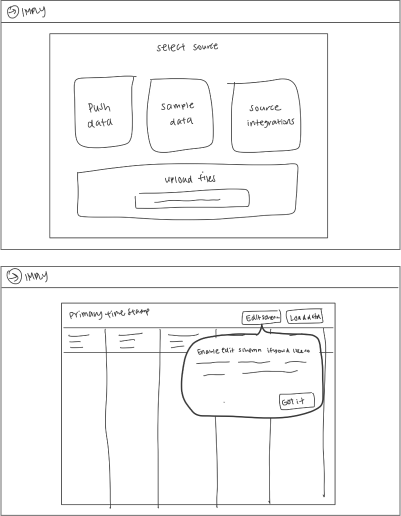 IMPLY
select source
Push data
sample data
source integrations
upload files
IMPLY
Primary time stamp
Edit schema
Load data
Enable edit schema if you'd like to
Got it